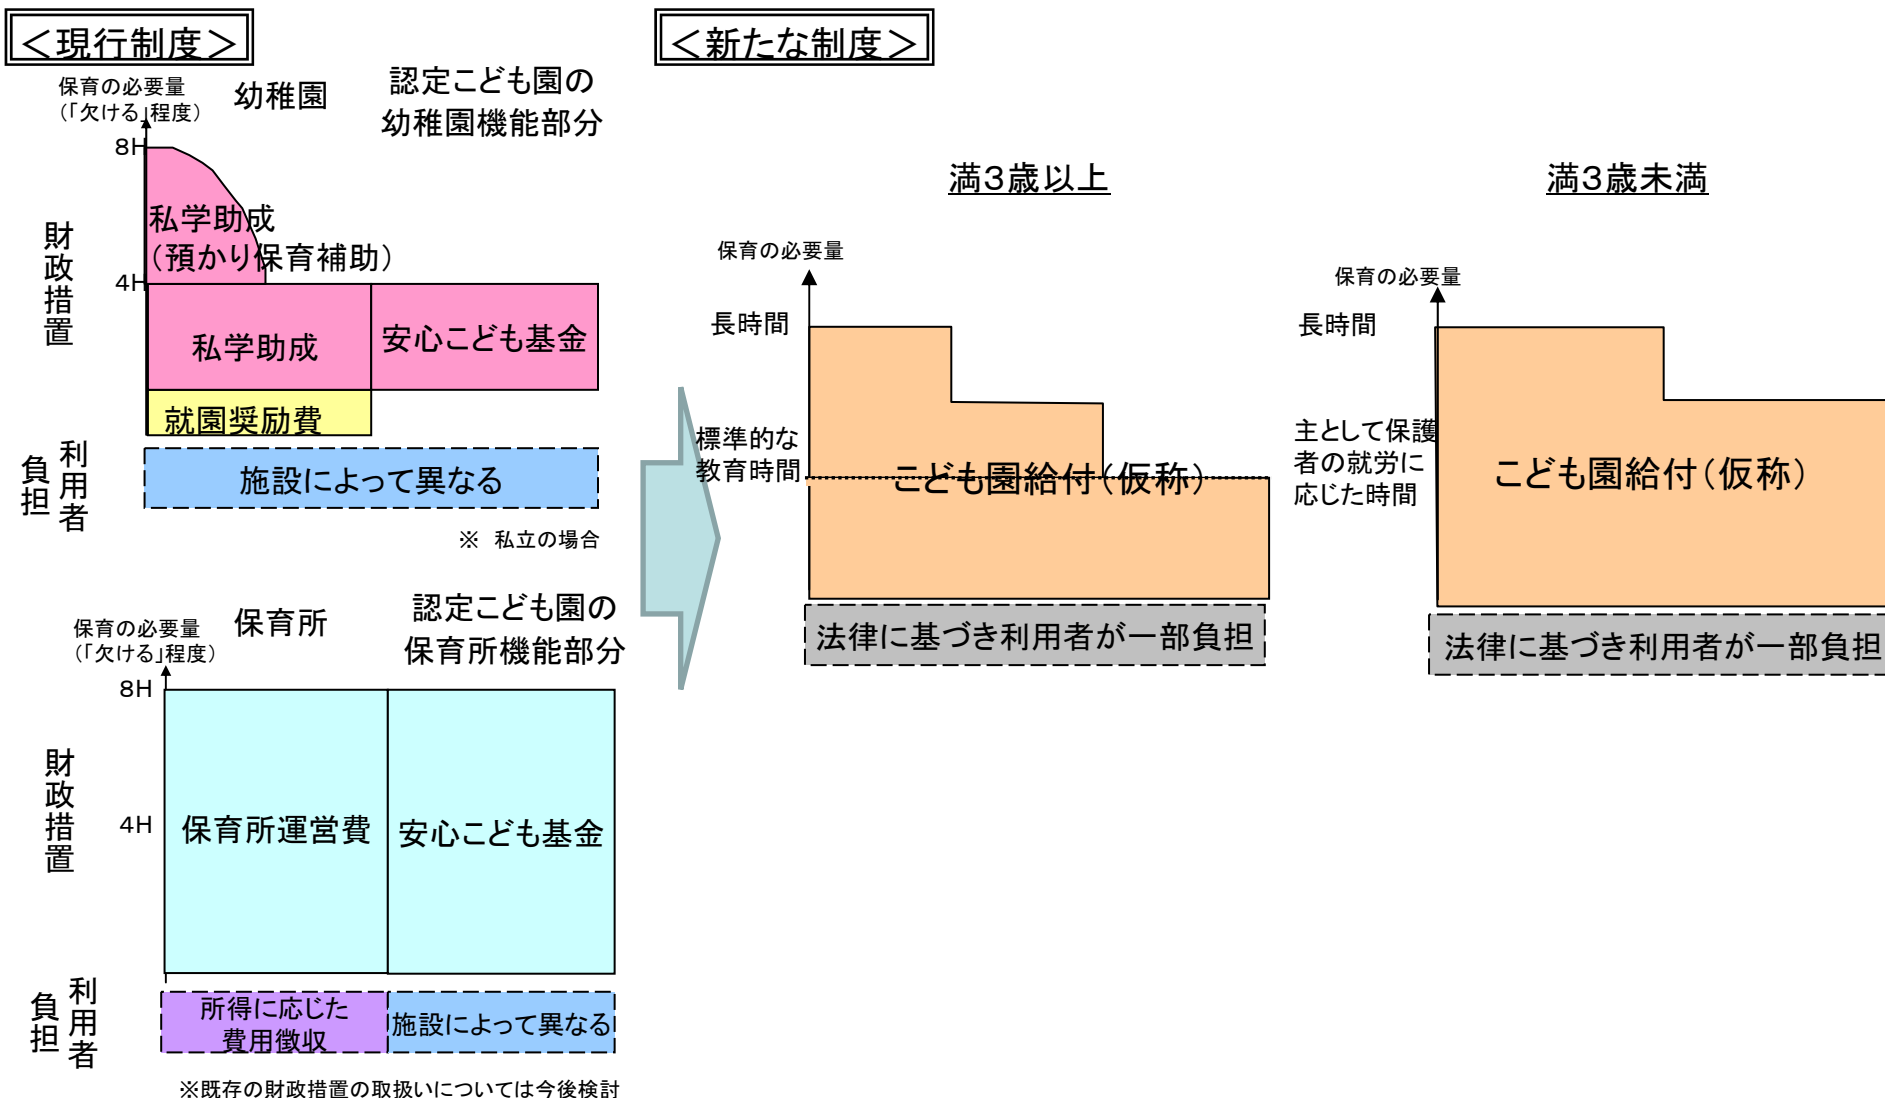 ＜現行制度＞
保育の必要量
（「欠ける」程度）
幼稚園
認定こども園の
幼稚園機能部分
8H
4H
財政措置
私学助成
（預かり保育補助）
私学助成
安心こども基金
就園奨励費
利用者
負担
施設によって異なる
※　私立の場合
保育の必要量
（「欠ける」程度）
保育所
認定こども園の
保育所機能部分
8H
4H
財政措置
保育所運営費
安心こども基金
利用者
負担
所得に応じた
費用徴収
施設によって異なる
※既存の財政措置の取扱いについては今後検討
＜新たな制度＞
満３歳以上
保育の必要量
長時間
標準的な
教育時間
こども園給付（仮称）
法律に基づき利用者が一部負担
満３歳未満
保育の必要量
長時間
主として保護
者の就労に
応じた時間
こども園給付（仮称）
法律に基づき利用者が一部負担